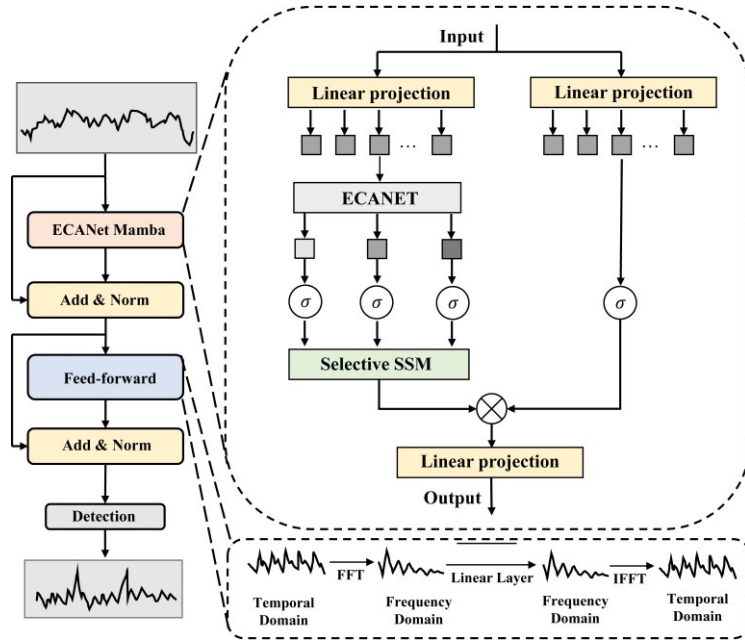 Input
Linear projection
Linear projection
...
...
ECANET
ECANet Mamba
σ
σ
σ
σ
Add & Norm
Selective SSM
Feed-forward
Add & Norm
Linear projection
Output
Detection
FFT
Linear Layer
IFFT
Temporal
Domain
Frequency
Domain
Frequency
Domain
Temporal
Domain